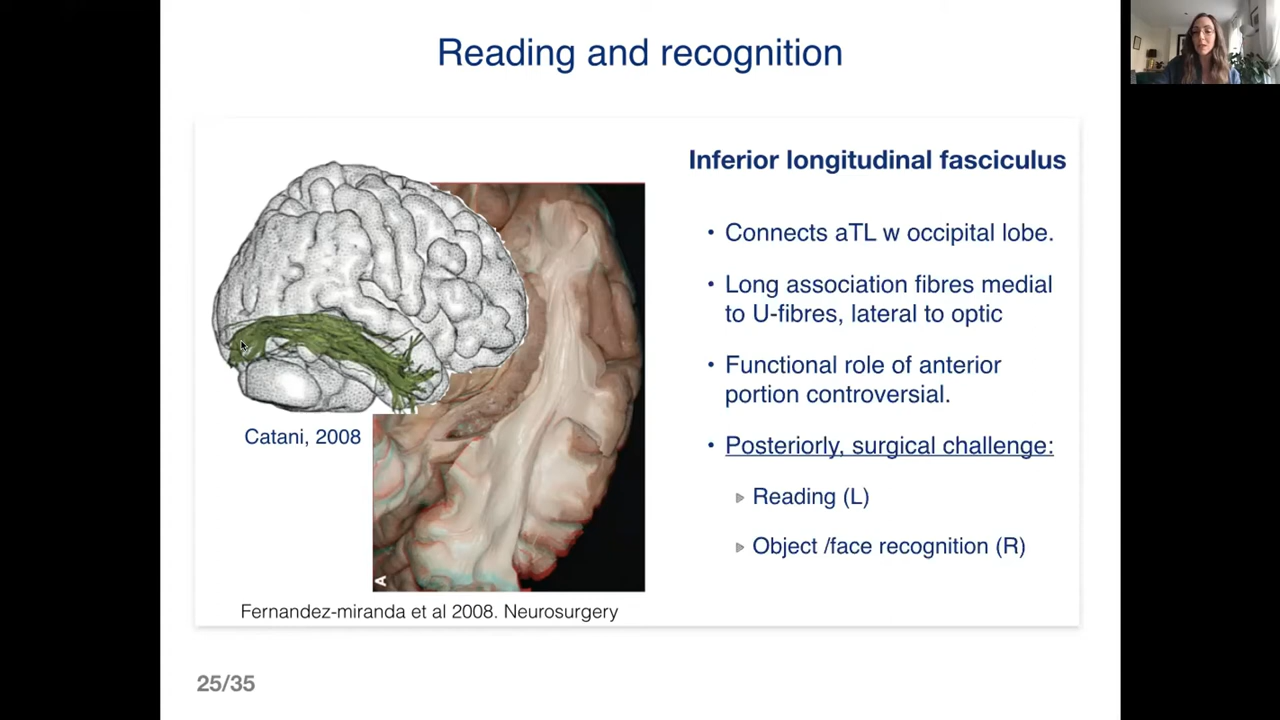 Reading and recognition
Inferior longitudinal fasciculus
• Connects aTL w occipital lobe.
• Long association fibres medial
to U-fibres, lateral to optic
• Functional role of anterior
portion controversial.
• Posteriorly, surgical challenge:
Reading (L)
Object /face recognition (R)
Catani, 2008
A
Fernandez-miranda et al 2008. Neurosurgery
25/35